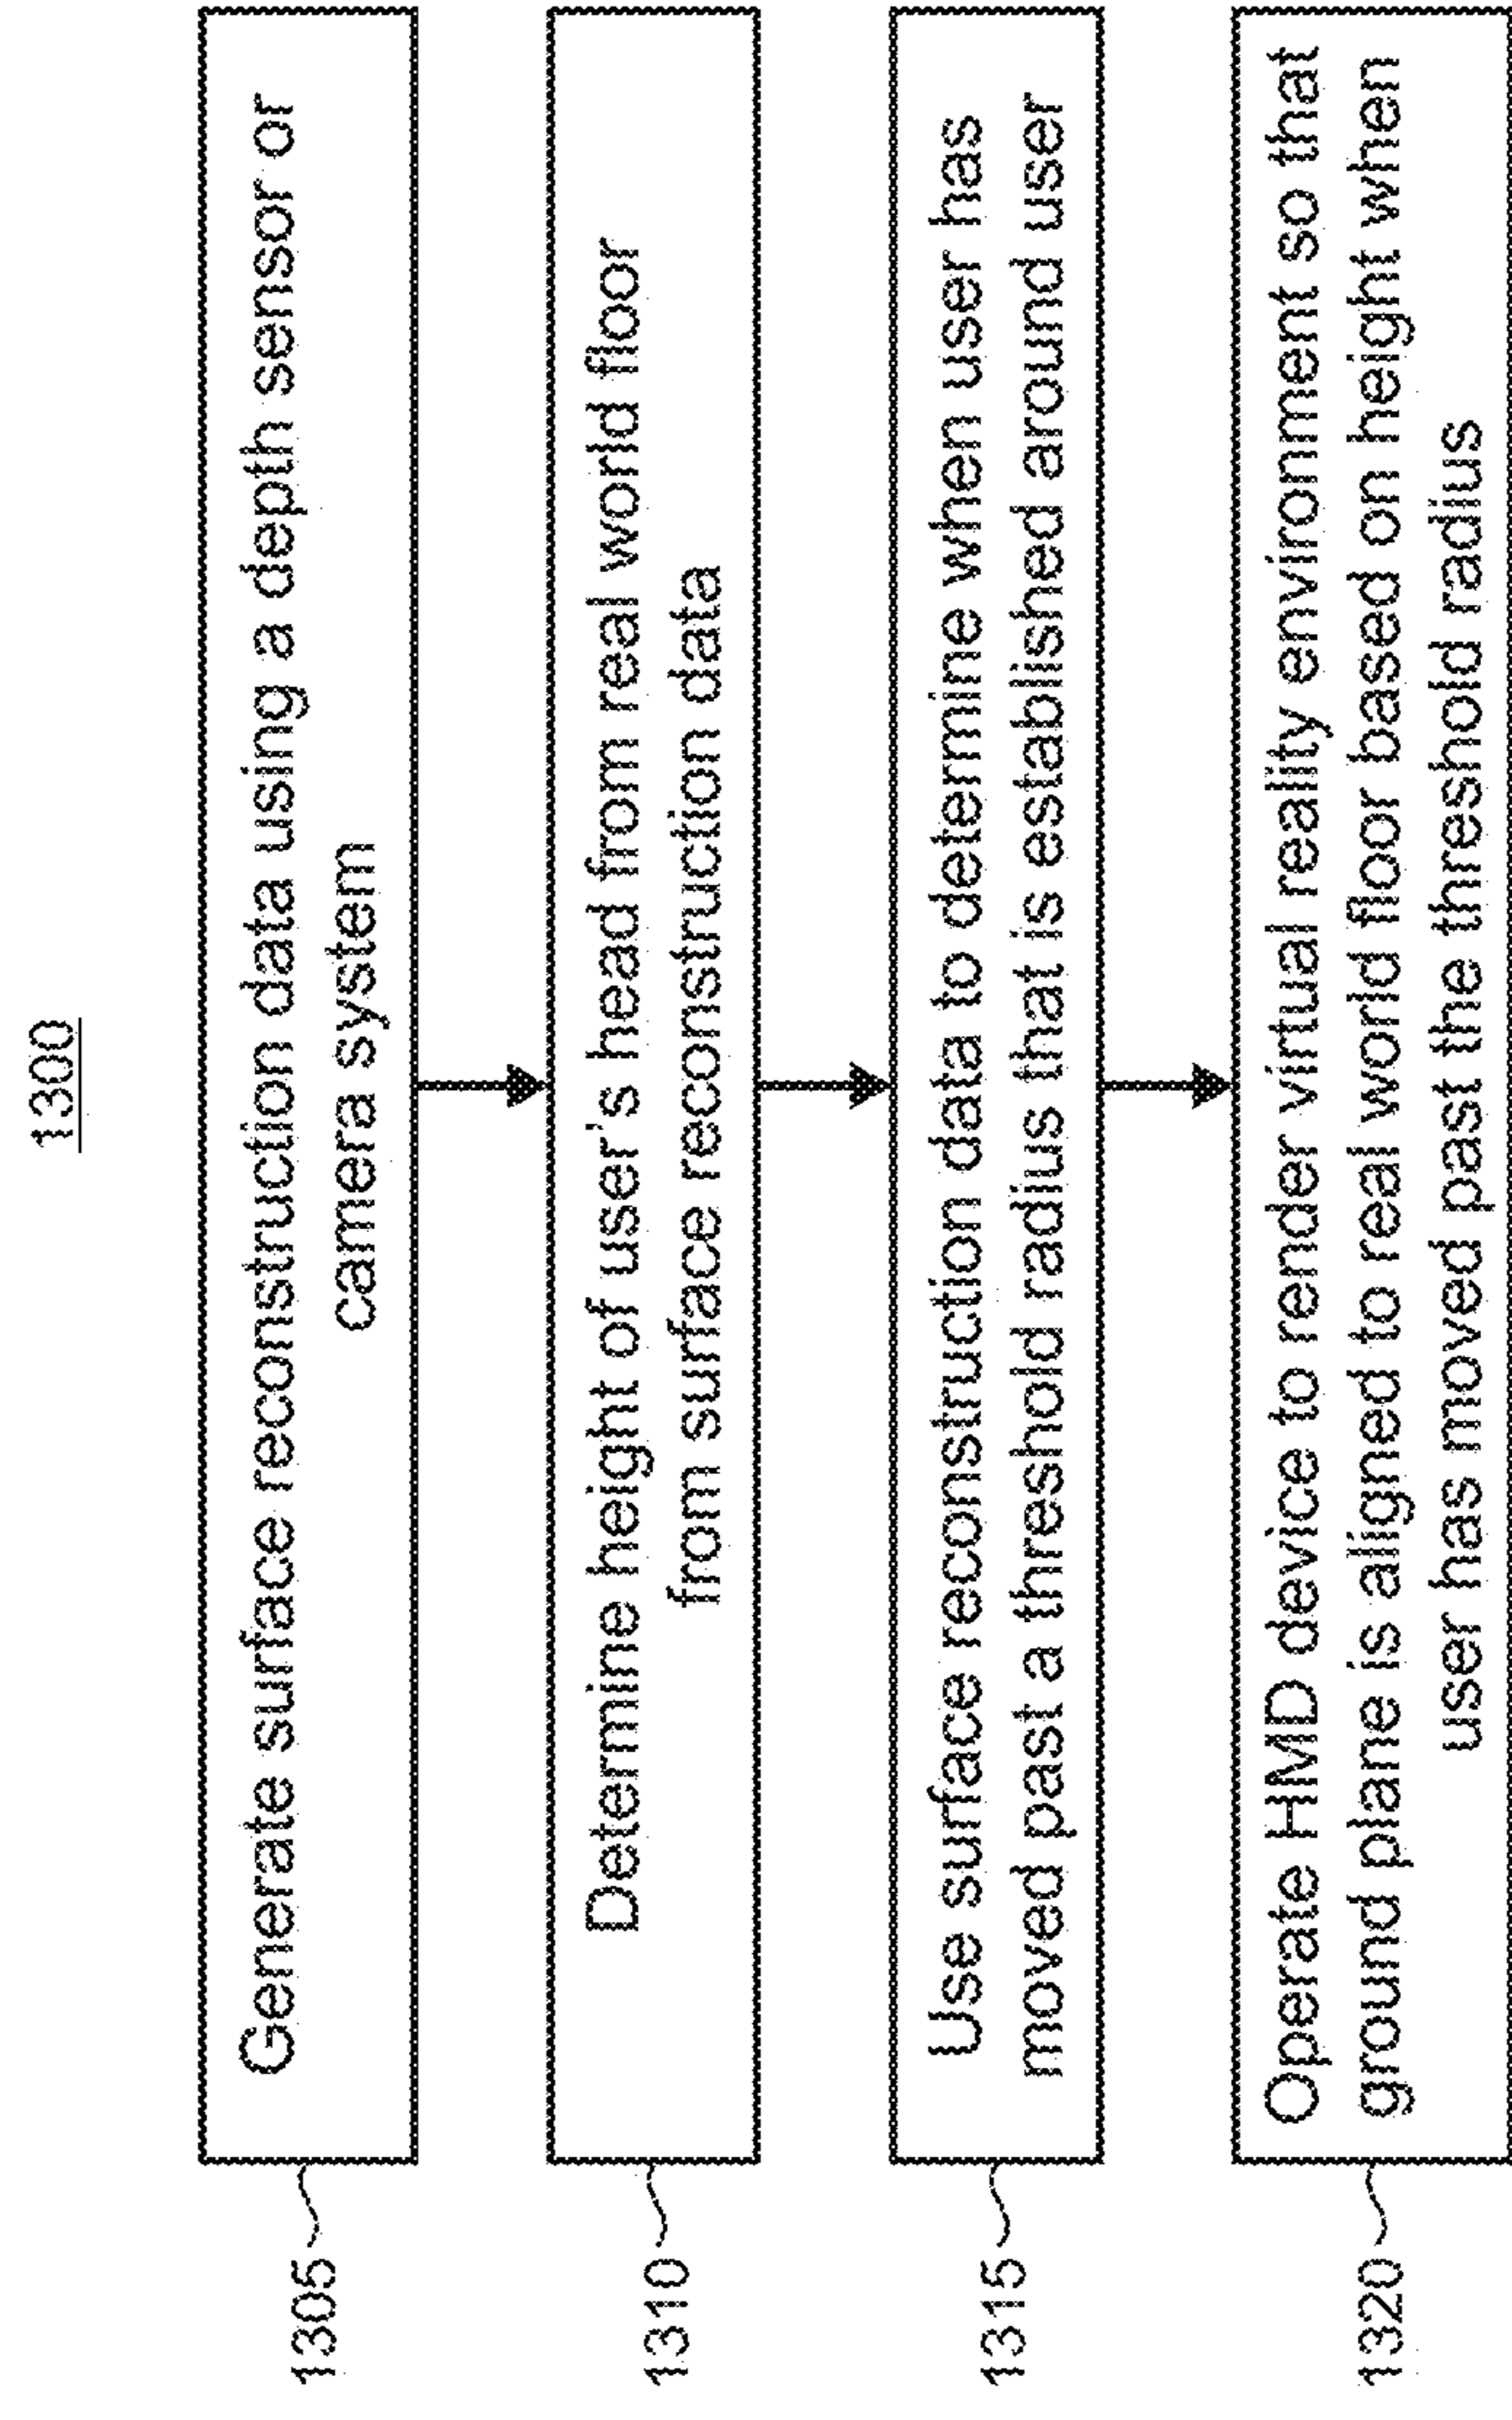 1300
1305
Generate surface reconstruction data using a depth sensor or
camera system
1310
Determine height of user's head from real world floor
from surface reconstruction data
1315
Use surface reconstruction data to determine when user has
moved past a threshold radius that is established around user
1320
Operate HMD device to render virtual reality environment so that
ground plane is aligned to real world floor based on height when
user has moved past the threshold radius